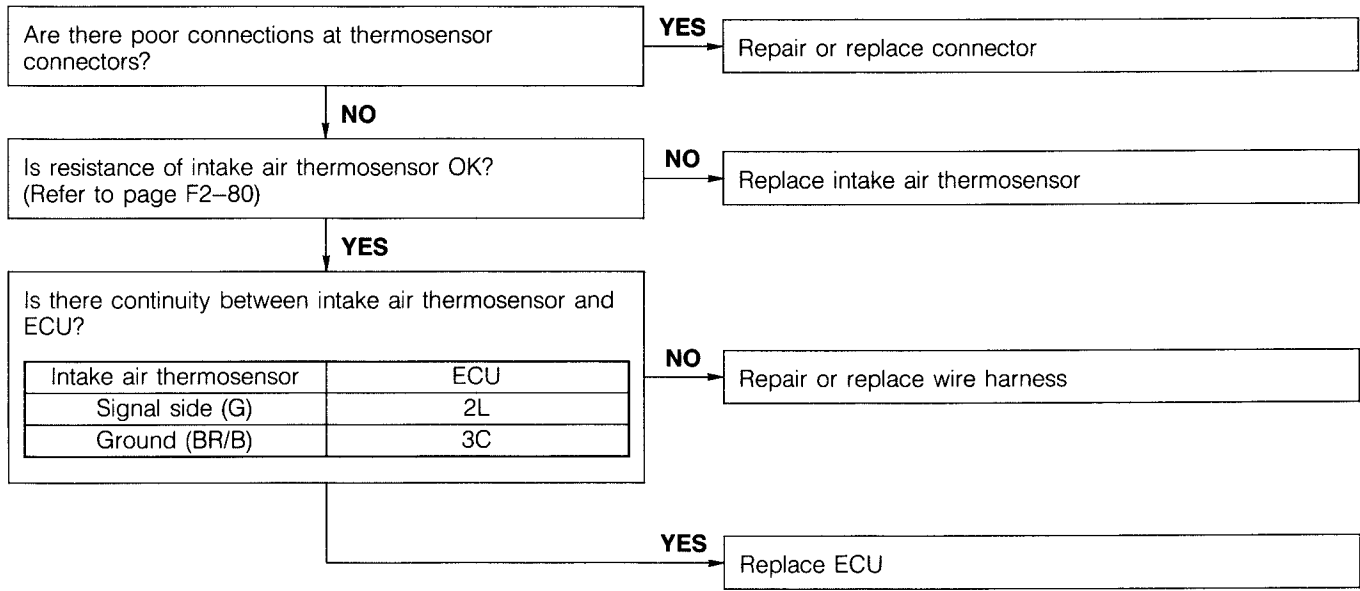 Are there poor connections at thermosensor
connectors?
YES
Repair or replace connector
NO
Is resistance of intake air thermosensor OK?
(Refer to page F2–80)
NO
Replace intake air thermosensor
YES
Is there continuity between intake air thermosensor and
ECU?
Intake air thermosensor ECU
Signal side (G) 2L
Ground (BR/B) 3C
NO
Repair or replace wire harness
YES
Replace ECU